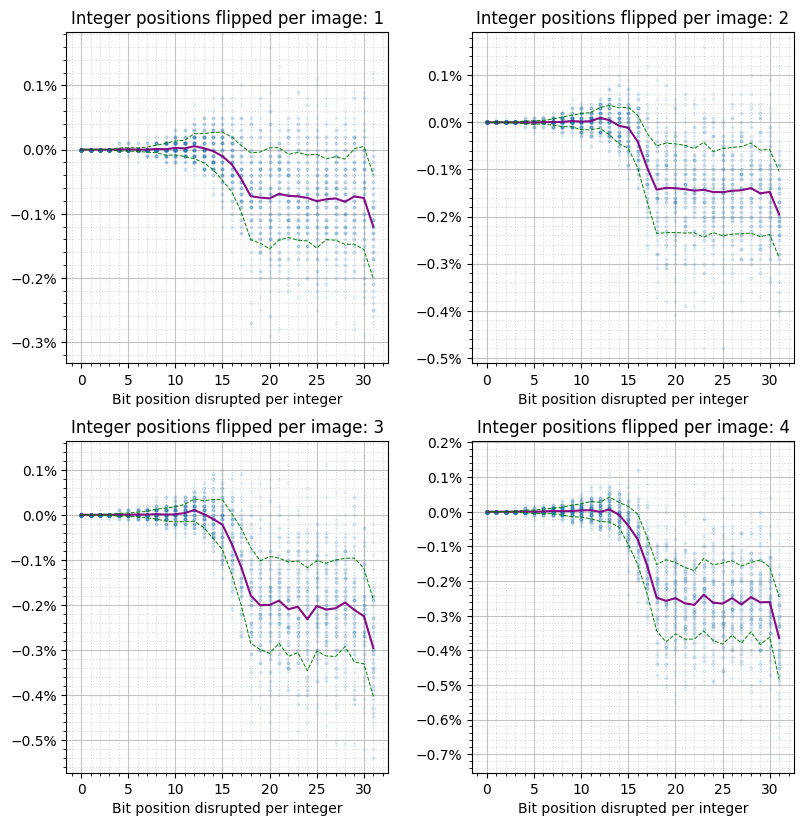 Integer positions flipped per image: 1
0.1%
0.0%
−0.1%
−0.2%
−0.3%
0 5 10 15 20 25 30
Bit position disrupted per integer
Integer positions flipped per image: 2
0.1%
0.0%
−0.1%
−0.2%
−0.3%
−0.4%
−0.5%
0 5 10 15 20 25 30
Bit position disrupted per integer
Integer positions flipped per image: 3
0.1%
0.0%
−0.1%
−0.2%
−0.3%
−0.4%
−0.5%
0 5 10 15 20 25 30
Bit position disrupted per integer
Integer positions flipped per image: 4
0.2%
0.1%
0.0%
−0.1%
−0.2%
−0.3%
−0.4%
−0.5%
−0.6%
−0.7%
0 5 10 15 20 25 30
Bit position disrupted per integer